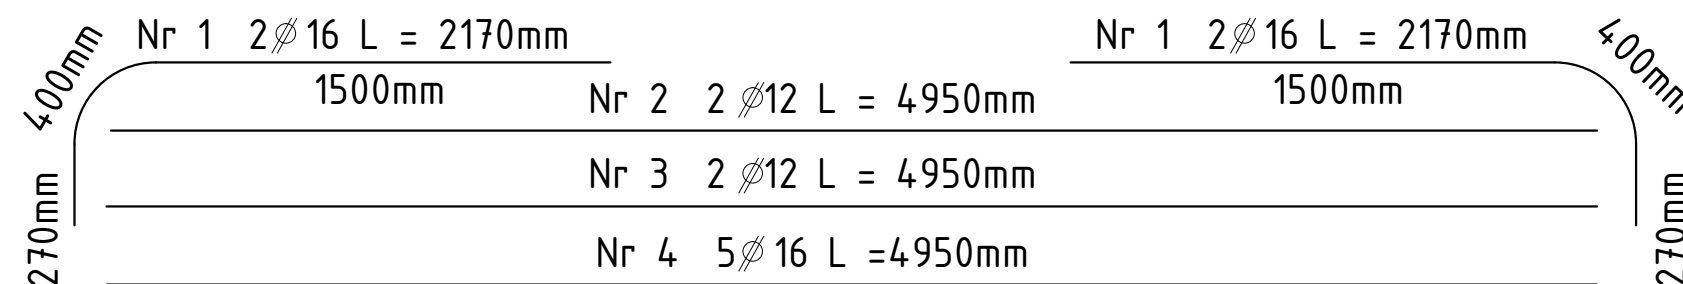 400mm
Nr 1 2⌀16 L = 2170mm
1500mm
270mm
Nr 1 2⌀16 L = 2170mm
1500mm
400mm
270mm
Nr 2 2 ⌀12 L = 4950mm
Nr 3 2 ⌀12 L = 4950mm
Nr 4 5⌀16 L =4950mm